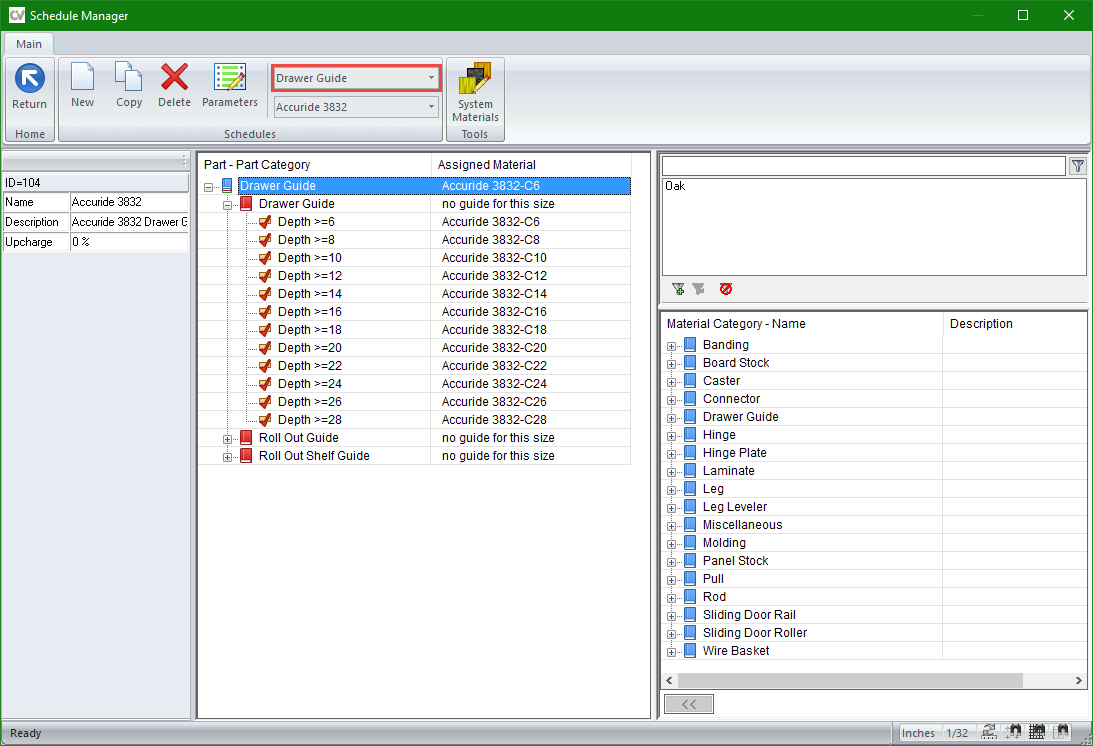 CV Schedule Manager
Main
Return
New
Copy
Delete
Parameters
Drawer Guide
Accuride 3832
System
Materials
Home
Schedules
Tools
ID=104
Name Accuride 3832
Description Accuride 3832 Drawer G
Upcharge 0 %
Part - Part Category Assigned Material
Drawer Guide Accuride 3832-C6
Drawer Guide no guide for this size
Depth >=6 Accuride 3832-C6
Depth >=8 Accuride 3832-C8
Depth >=10 Accuride 3832-C10
Depth >=12 Accuride 3832-C12
Depth >=14 Accuride 3832-C14
Depth >=16 Accuride 3832-C16
Depth >=18 Accuride 3832-C18
Depth >=20 Accuride 3832-C20
Depth >=22 Accuride 3832-C22
Depth >=24 Accuride 3832-C24
Depth >=26 Accuride 3832-C26
Depth >=28 Accuride 3832-C28
Roll Out Guide no guide for this size
Roll Out Shelf Guide no guide for this size
Oak
Material Category - Name Description
Banding
Board Stock
Caster
Connector
Drawer Guide
Hinge
Hinge Plate
Laminate
Leg
Leg Leveler
Miscellaneous
Molding
Panel Stock
Pull
Rod
Sliding Door Rail
Sliding Door Roller
Wire Basket
<<
Ready
Inches 1/32